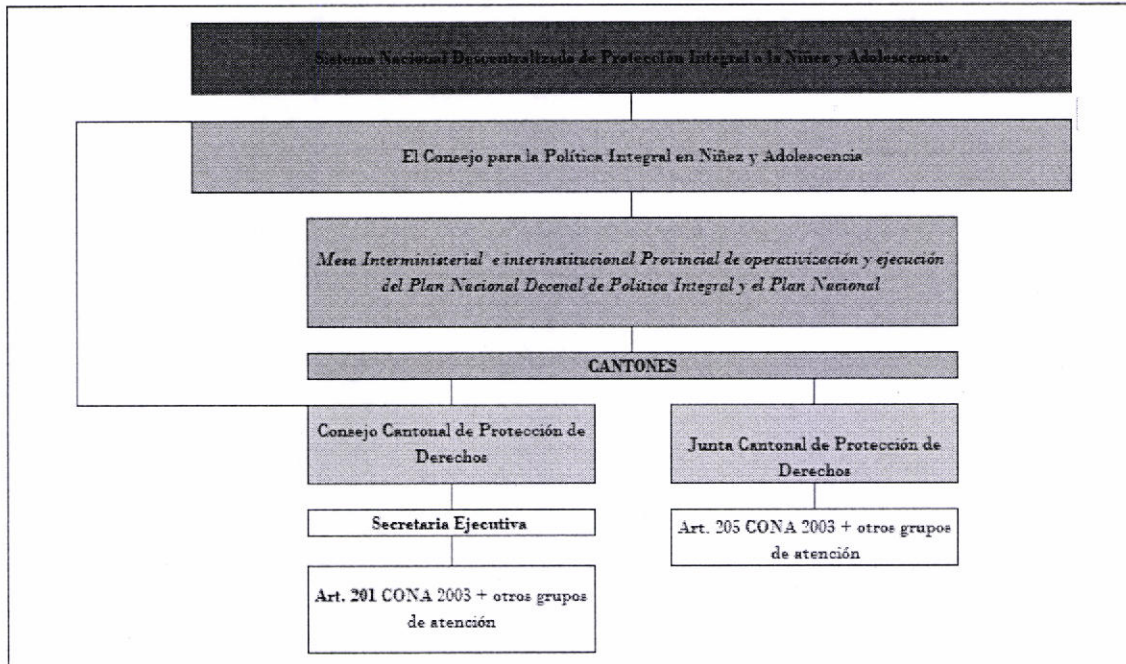 Sistema Nacional Descentralizado de Protección Integral a la Niñez y Adolescencia
El Consejo para la Política Integral en Niñez y Adolescencia
Mesa Interministerial e interinstitucional Provincial de operativización y ejecución
del Plan Nacional Decenal de Política Integral y el Plan Nacional
CANTONES
Consejo Cantonal de Protección de
Derechos
Junta Cantonal de Protección de
Derechos
Secretaria Ejecutiva
Art. 205 CONA 2003 + otros grupos
de atención
Art. 201 CONA 2003 + otros grupos
de atención